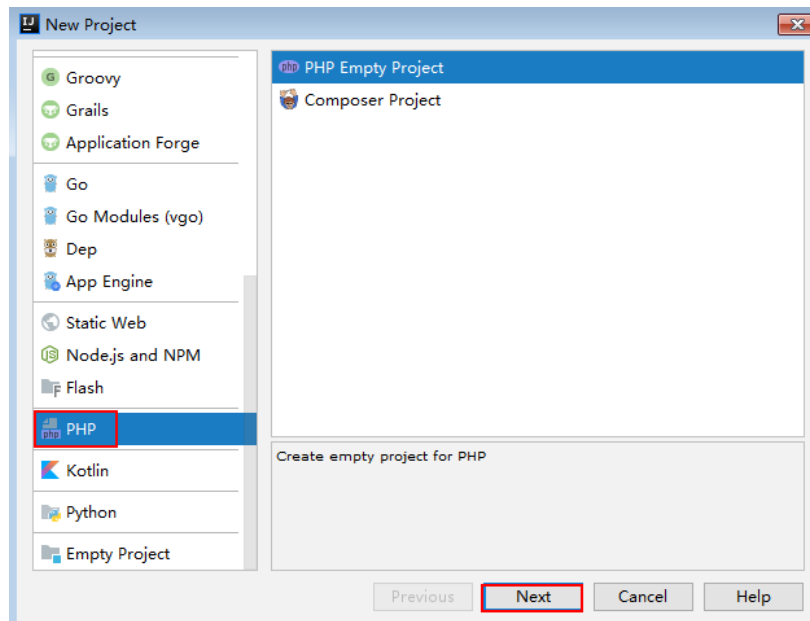 New Project
Groovy
Grails
Application Forge
Go
Go Modules (vgo)
Dep
App Engine
Static Web
Node.js and NPM
Flash
PHP
Kotlin
Python
Empty Project
PHP Empty Project
Composer Project
Create empty project for PHP
Previous
Next
Cancel
Help